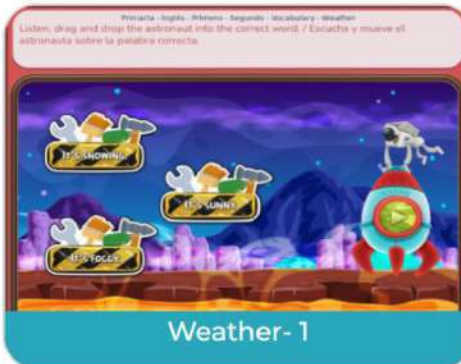 Primaria - Inglés - Primero - Segundo - Vocabulary - Weather
Listen, drag and drop the astronaut into the correct word. / Escucha y mueve el
astronauta sobre la palabra correcta.
IT'S SNOWING
IT'S SUNNY
IT'S FOGGY
Weather- 1